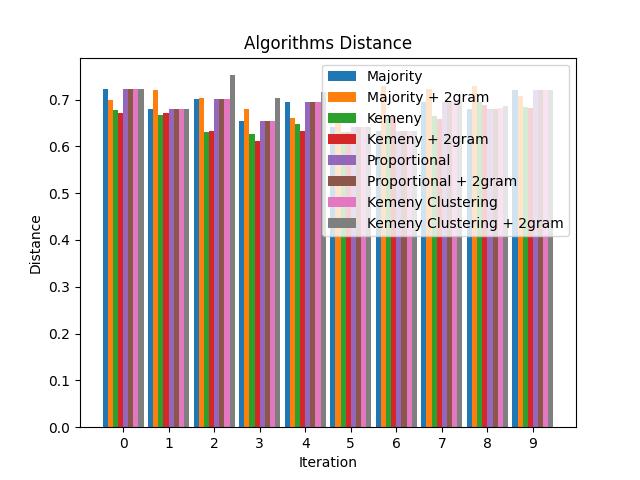 Algorithms Distance
Majority
Majority + 2gram
Kemeny
Kemeny + 2gram
Proportional
Proportional + 2gram
Kemeny Clustering
Kemeny Clustering + 2gram
Distance
0.7
0.6
0.5
0.4
0.3
0.2
0.1
0.0
0 1 2 3 4 5 6 7 8 9
Iteration